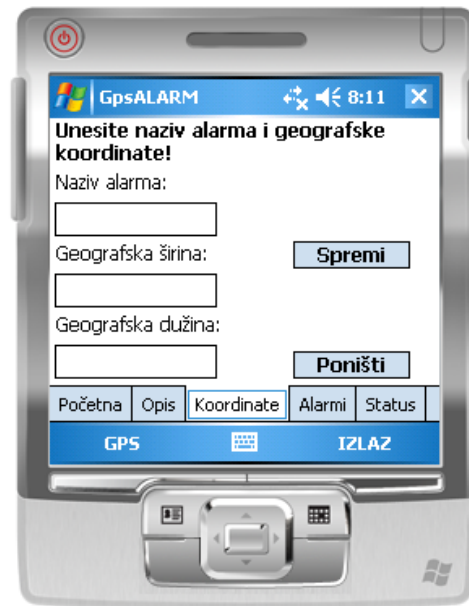 GpsALARM 8:11
Unesite naziv alarma i geografske
koordinate!
Naziv alarma:
Geografska širina:
Spremi
Geografska dužina:
Poništi
Početna Opis Koordinate Alarmi Status
GPS IZLAZ